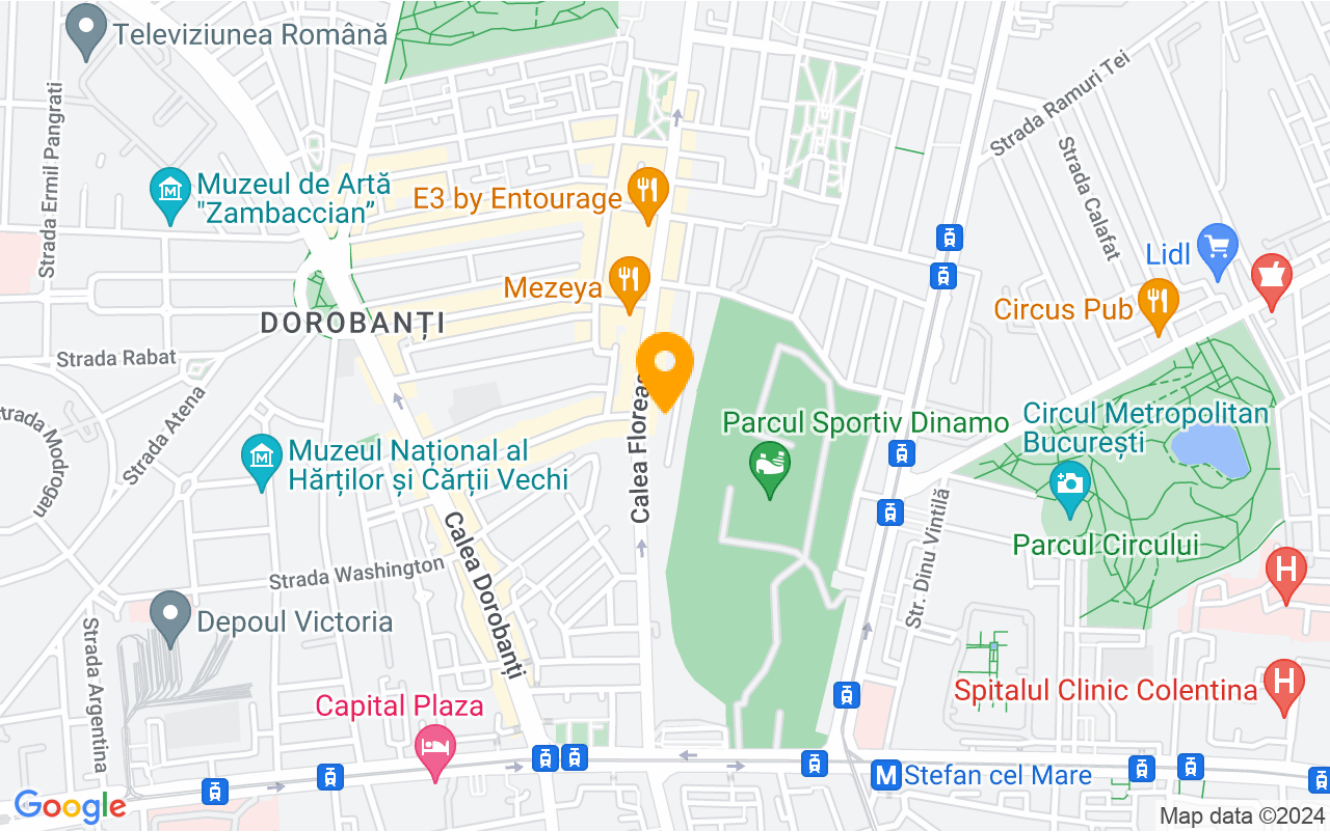 Televiziunea Română
Strada Ermil Pangrati
Strada Ramuri Tei
Strada Calafat
Muzeul de Artă
"Zambaccian”
E3 by Entourage
Lidl
Mezeya
Circus Pub
DOROBANȚI
Strada Rabat
Strada Atena
Calea Floreas
Parcul Sportiv Dinamo
Circul Metropolitan
București
trada Modrogan
Muzeul Național al
Hărților și Cărții Vechi
Calea Floreasca
Str. Dinu Vintilă
Parcul Circului
H
Calea Dorobanți
Strada Washington
Depoul Victoria
Strada Argentina
Capital Plaza
Spitalul Clinic Colentina
H
M Stefan cel Mare
Google
Map data ©2024